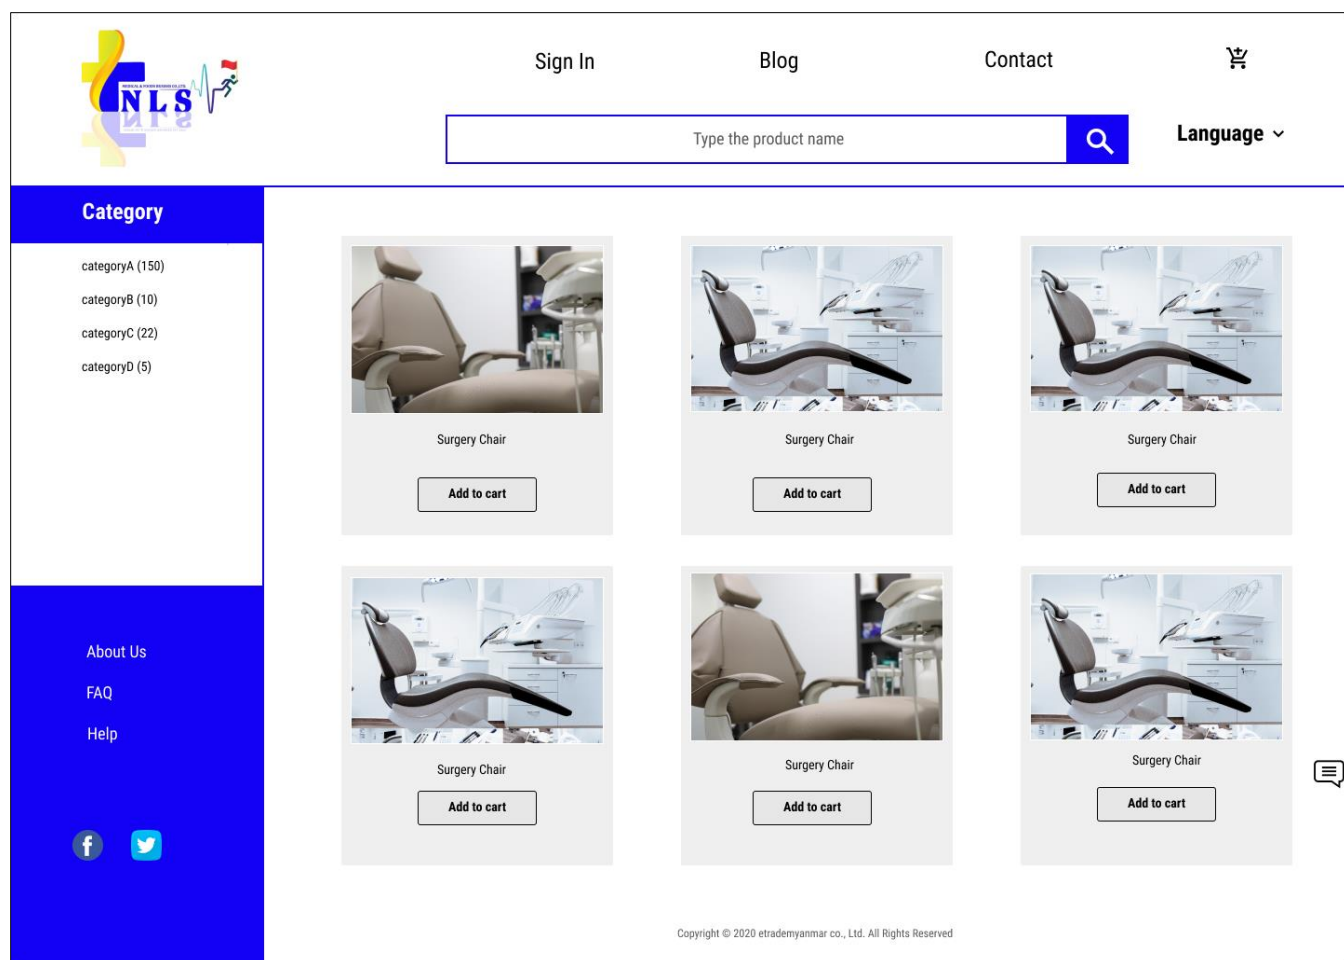 NLS
Sign In
Blog
Contact
Type the product name
Language
Category
categoryA (150)
categoryB (10)
categoryC (22)
categoryD (5)
Surgery Chair
Surgery Chair
Surgery Chair
Add to cart
Add to cart
Add to cart
Surgery Chair
Surgery Chair
Surgery Chair
Add to cart
Add to cart
Add to cart
About Us
FAQ
Help
Copyright © 2020 etrademyanmar co., Ltd. All Rights Reserved